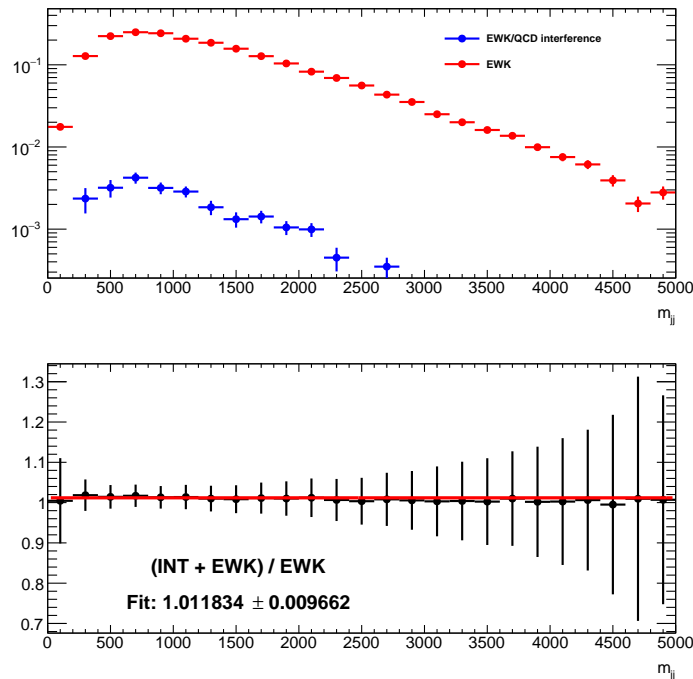 10⁻¹
10⁻²
10⁻³
EWK/QCD interference
EWK
0 500 1000 1500 2000 2500 3000 3500 4000 4500 5000
m_jj
1.3
1.2
1.1
1
0.9
0.8
0.7
(INT + EWK) / EWK
Fit: 1.011834 ± 0.009662
0 500 1000 1500 2000 2500 3000 3500 4000 4500 5000
m_jj